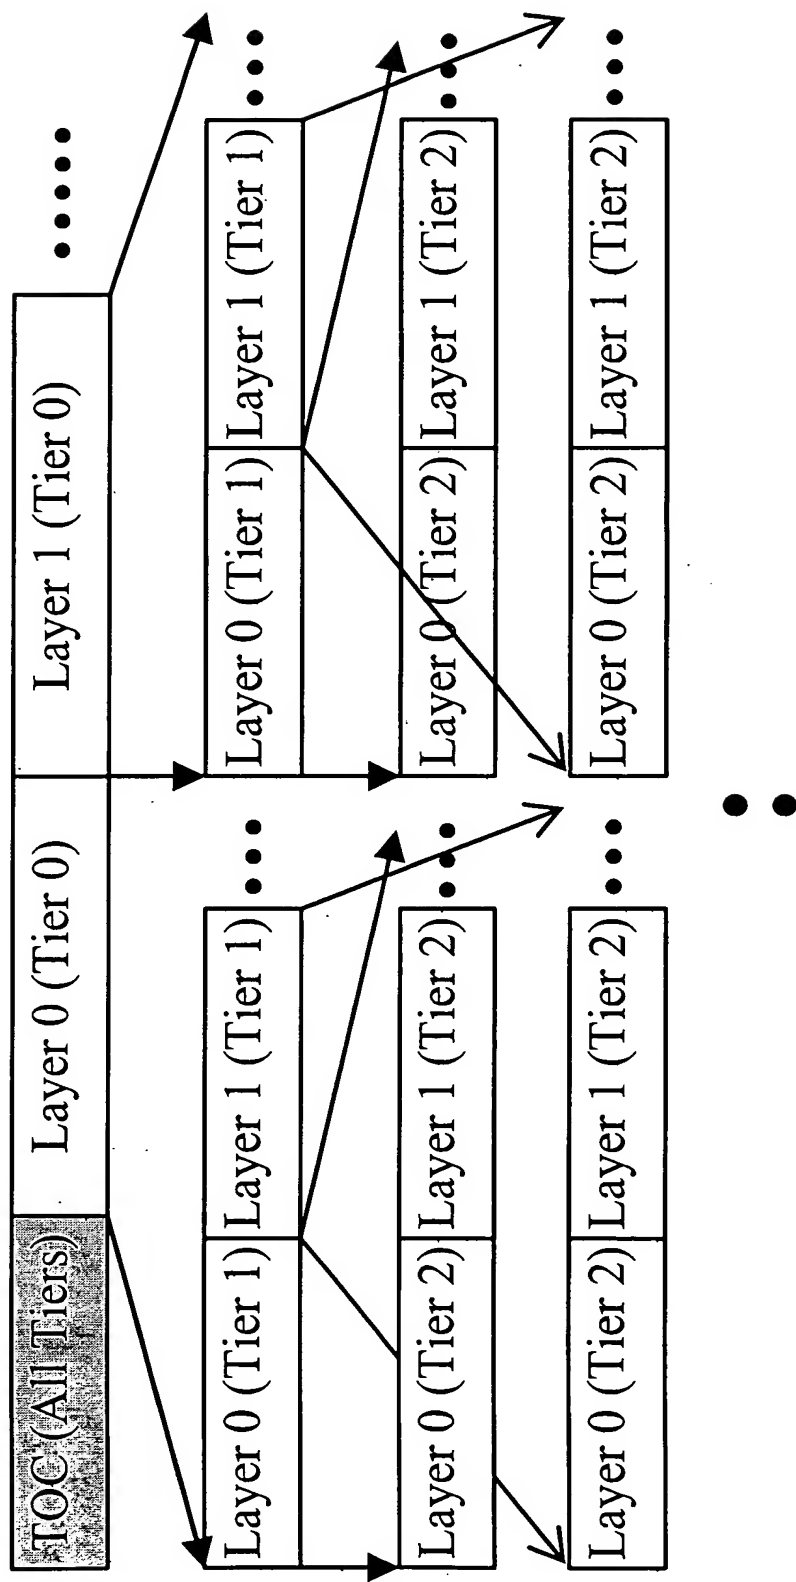 TOC (All Tiers)
Layer 0 (Tier 0)
Layer 1 (Tier 0)
Layer 0 (Tier 1)
Layer 1 (Tier 1)
Layer 0 (Tier 1)
Layer 1 (Tier 1)
Layer 0 (Tier 2)
Layer 1 (Tier 2)
Layer 0 (Tier 2)
Layer 1 (Tier 2)
Layer 0 (Tier 2)
Layer 1 (Tier 2)
Layer 0 (Tier 2)
Layer 1 (Tier 2)